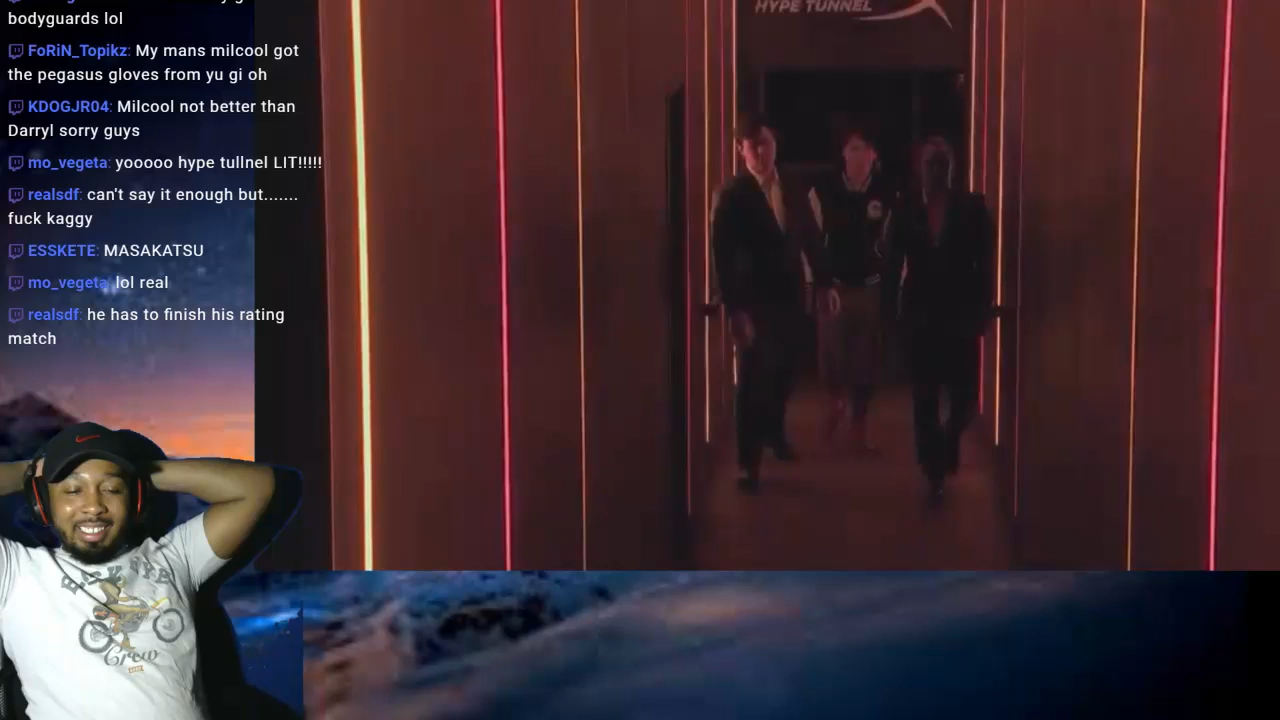 bodyguards lol
FoRiN_Topikz: My mans milcool got
the pegasus gloves from yu gi oh
KDOGJR04: Milcool not better than
Darryl sorry guys
mo_vegeta: yooooo hype tullnel LIT!!!!!
realsdf: can't say it enough but.......
fuck kaggy
ESSKETE: MASAKATSU
mo_vegeta: lol real
realsdf: he has to finish his rating
match
HYPE TUNNEL
Crew